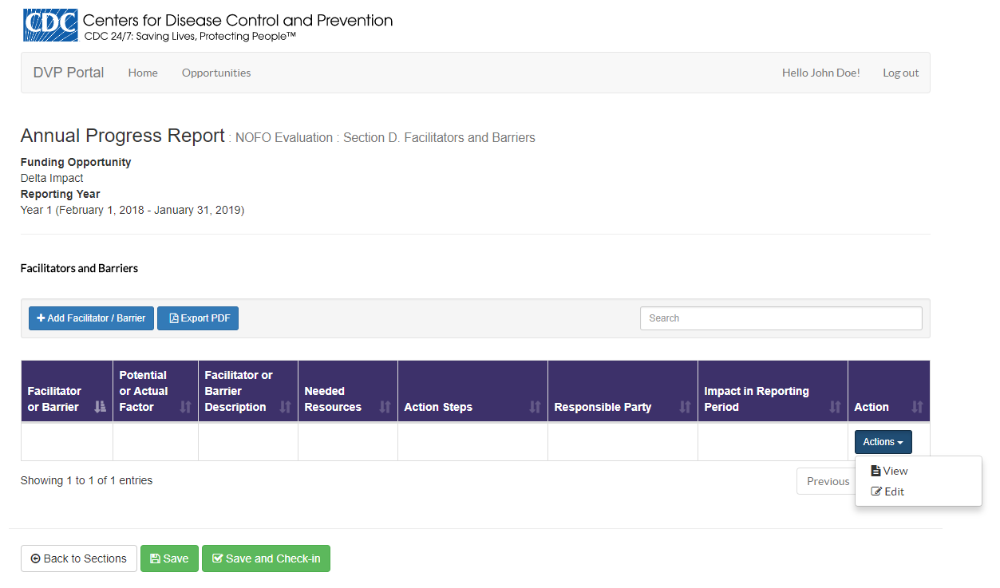 CDC Centers for Disease Control and Prevention
CDC 24/7: Saving Lives, Protecting People™
DVP Portal Home Opportunities Hello John Doe! Log out
Annual Progress Report : NOFO Evaluation : Section D. Facilitators and Barriers
Funding Opportunity
Delta Impact
Reporting Year
Year 1 (February 1, 2018 - January 31, 2019)
Facilitators and Barriers
Add Facilitator / Barrier Export PDF Search
Facilitator
or Barrier
Potential
or Actual
Factor
Facilitator or
Barrier
Description
Needed
Resources
Action Steps
Responsible Party
Impact in Reporting
Period
Action
Actions
Showing 1 to 1 of 1 entries
Previous
View
Edit
Back to Sections Save Save and Check-in